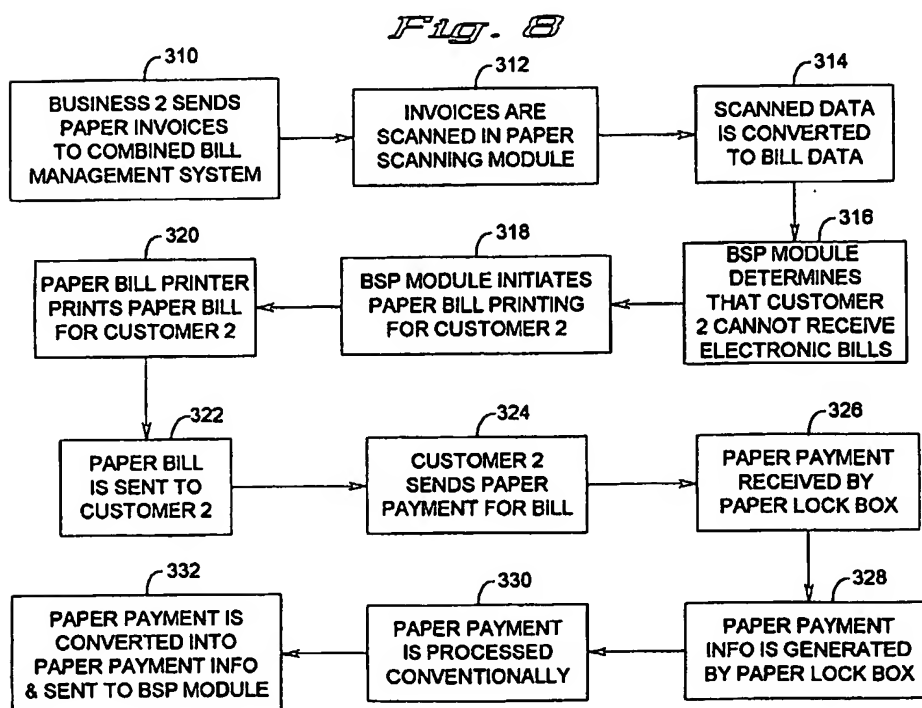 Fig. 8
310
BUSINESS 2 SENDS
PAPER INVOICES
TO COMBINED BILL
MANAGEMENT SYSTEM
312
INVOICES ARE
SCANNED IN PAPER
SCANNING MODULE
314
SCANNED DATA
IS CONVERTED
TO BILL DATA
316
BSP MODULE
DETERMINES
THAT CUSTOMER
2 CANNOT RECEIVE
ELECTRONIC BILLS
318
BSP MODULE INITIATES
PAPER BILL PRINTING
FOR CUSTOMER 2
320
PAPER BILL PRINTER
PRINTS PAPER BILL
FOR CUSTOMER 2
322
PAPER BILL
IS SENT TO
CUSTOMER 2
324
CUSTOMER 2
SENDS PAPER
PAYMENT FOR BILL
326
PAPER PAYMENT
RECEIVED BY
PAPER LOCK BOX
328
PAPER PAYMENT
INFO IS GENERATED
BY PAPER LOCK BOX
330
PAPER PAYMENT
IS PROCESSED
CONVENTIONALLY
332
PAPER PAYMENT IS
CONVERTED INTO
PAPER PAYMENT INFO
& SENT TO BSP MODULE